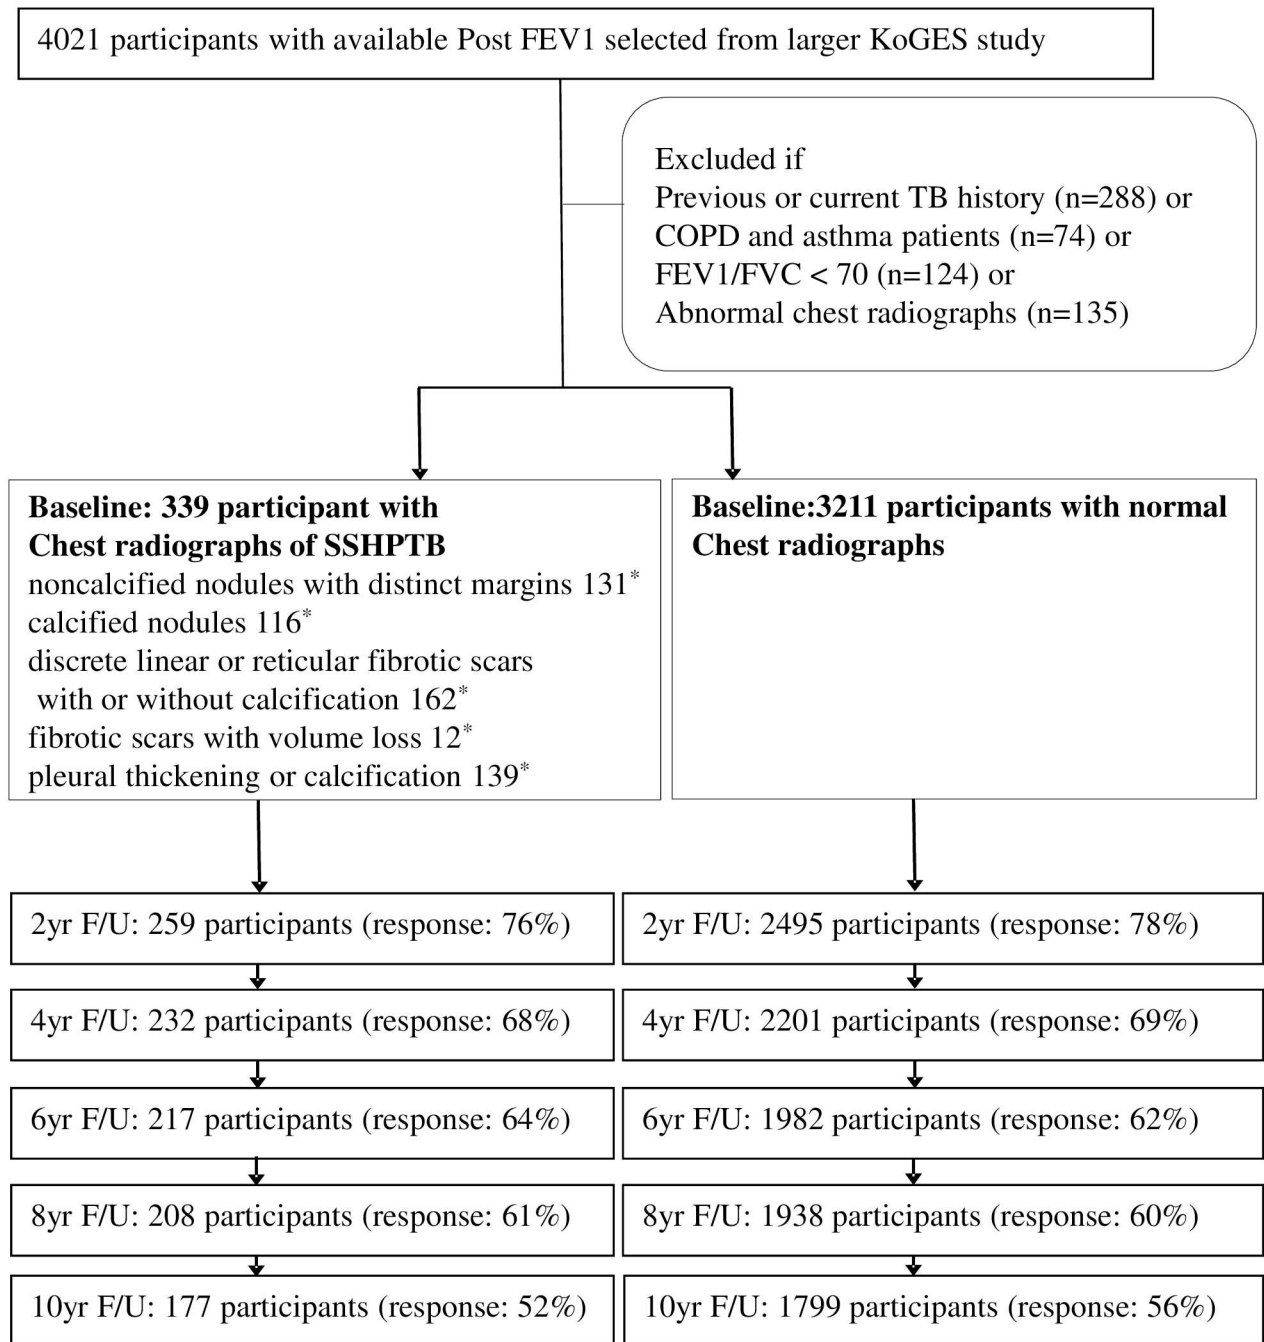 4021 participants with available Post FEV1 selected from larger KoGES study
Excluded if
Previous or current TB history (n=288) or
COPD and asthma patients (n=74) or
FEV1/FVC < 70 (n=124) or
Abnormal chest radiographs (n=135)
Baseline: 339 participant with
Chest radiographs of SSHPTB
noncalcified nodules with distinct margins 131*
calcified nodules 116*
discrete linear or reticular fibrotic scars
with or without calcification 162*
fibrotic scars with volume loss 12*
pleural thickening or calcification 139*
Baseline:3211 participants with normal
Chest radiographs
2yr F/U: 259 participants (response: 76%)
2yr F/U: 2495 participants (response: 78%)
4yr F/U: 232 participants (response: 68%)
4yr F/U: 2201 participants (response: 69%)
6yr F/U: 217 participants (response: 64%)
6yr F/U: 1982 participants (response: 62%)
8yr F/U: 208 participants (response: 61%)
8yr F/U: 1938 participants (response: 60%)
10yr F/U: 177 participants (response: 52%)
10yr F/U: 1799 participants (response: 56%)